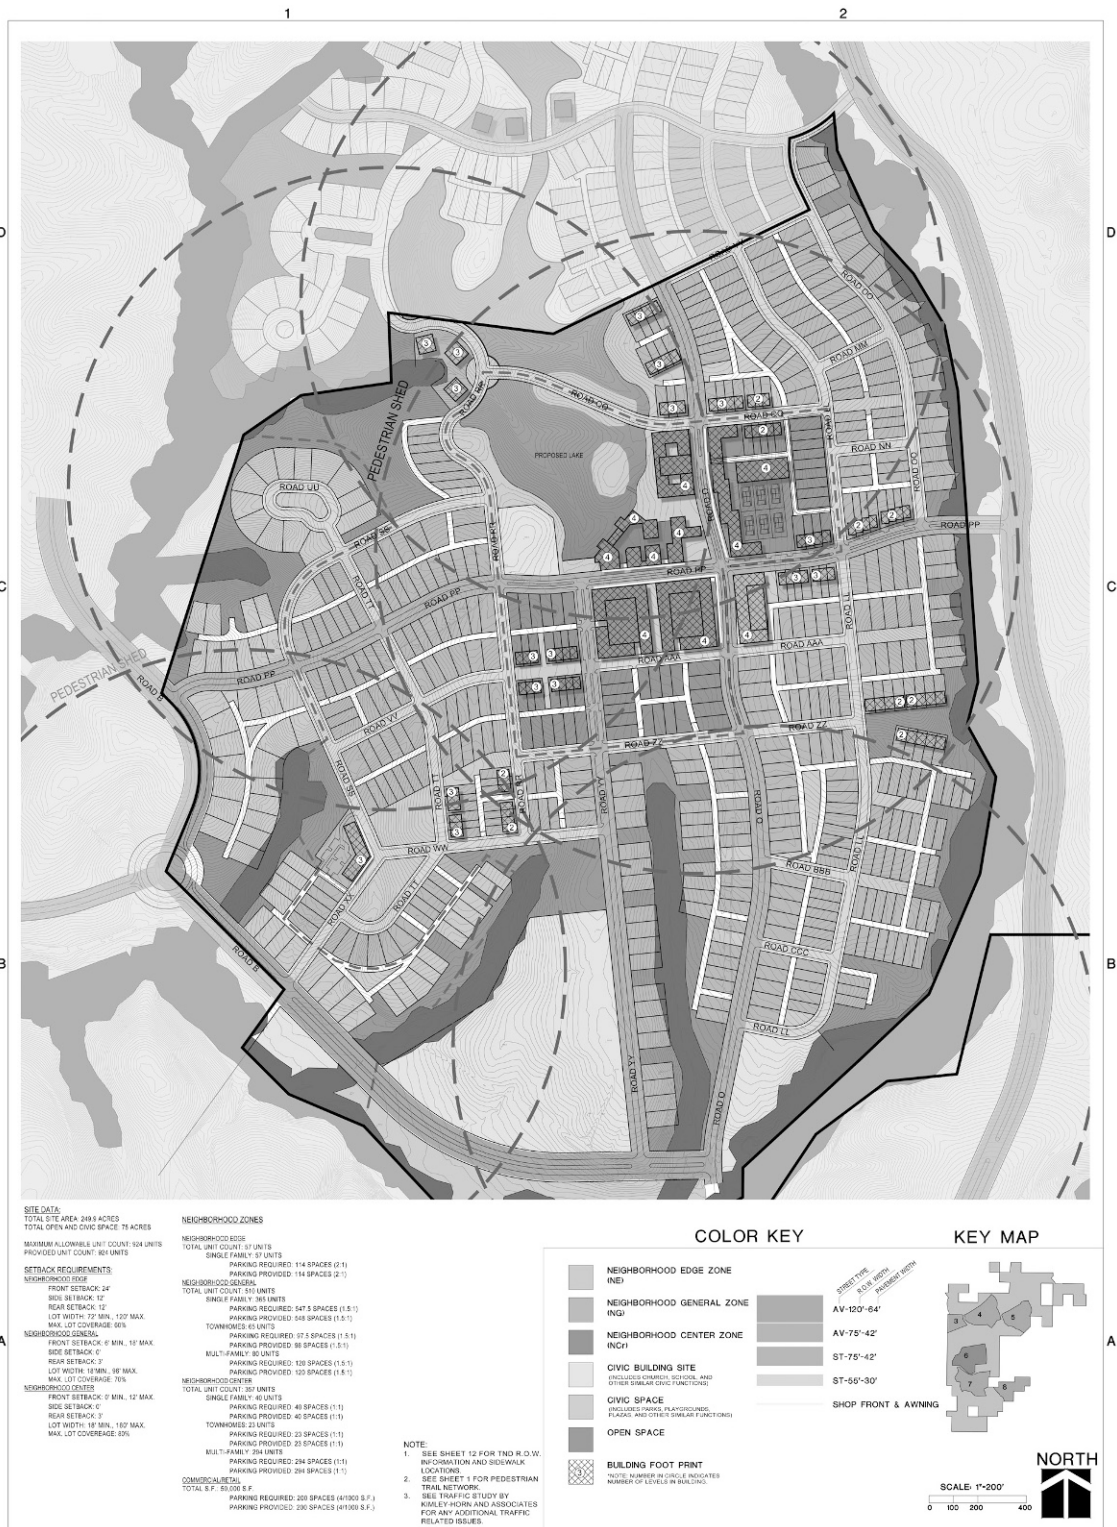 1
2
D
D
ROAD OO
ROAD MM
PEDESTRIAN SHED
ROAD RR
ROAD QQ
ROAD QQ
ROAD NN
ROAD OO
PROPOSED LAKE
ROAD UU
ROAD SS
ROAD RR
ROAD PP
C
C
ROAD TT
ROAD PP
ROAD PP
ROAD LL
PEDESTRIAN SHED
ROAD B
ROAD PP
ROAD AAA
ROAD AAA
ROAD VV
ROAD ZZ
ROAD ZZ
ROAD SS
ROAD TT
ROAD YY
ROAD O
ROAD WW
ROAD BBB
ROAD XX
ROAD TT
ROAD B
ROAD CCC
B
B
ROAD LL
ROAD YY
ROAD O
SITE DATA:
TOTAL SITE AREA: 249.9 ACRES
TOTAL OPEN AND CIVIC SPACE: 75 ACRES
MAXIMUM ALLOWABLE UNIT COUNT: 924 UNITS
PROVIDED UNIT COUNT: 924 UNITS
SETBACK REQUIREMENTS:
NEIGHBORHOOD EDGE
FRONT SETBACK: 24'
SIDE SETBACK: 12'
REAR SETBACK: 12'
LOT WIDTH: 72' MIN., 120' MAX.
MAX. LOT COVERAGE: 60%
NEIGHBORHOOD GENERAL
FRONT SETBACK: 6' MIN., 18' MAX.
SIDE SETBACK: 0'
REAR SETBACK: 3'
LOT WIDTH: 18'MIN., 96' MAX.
MAX. LOT COVERAGE: 70%
NEIGHBORHOOD CENTER
FRONT SETBACK: 0' MIN., 12' MAX.
SIDE SETBACK: 0'
REAR SETBACK: 3'
LOT WIDTH: 18' MIN., 180' MAX.
MAX. LOT COVEREAGE: 80%
NEIGHBORHOOD ZONES
NEIGHBORHOOD EDGE
TOTAL UNIT COUNT: 57 UNITS
SINGLE FAMILY: 57 UNITS
PARKING REQUIRED: 114 SPACES (2:1)
PARKING PROVIDED: 114 SPACES (2:1)
NEIGHBORHOOD GENERAL
TOTAL UNIT COUNT: 510 UNITS
SINGLE FAMILY: 365 UNITS
PARKING REQUIRED: 547.5 SPACES (1.5:1)
PARKING PROVIDED: 548 SPACES (1.5:1)
TOWNHOMES: 65 UNITS
PARKING REQUIRED: 97.5 SPACES (1.5:1)
PARKING PROVIDED: 98 SPACES (1.5:1)
MULTI-FAMILY: 80 UNITS
PARKING REQUIRED: 120 SPACES (1.5:1)
PARKING PROVIDED: 120 SPACES (1.5:1)
NEIGHBORHOOD CENTER
TOTAL UNIT COUNT: 357 UNITS
SINGLE FAMILY: 40 UNITS
PARKING REQUIRED: 40 SPACES (1:1)
PARKING PROVIDED: 40 SPACES (1:1)
TOWNHOMES: 23 UNITS
PARKING REQUIRED: 23 SPACES (1:1)
PARKING PROVIDED: 23 SPACES (1:1)
MULTI-FAMILY: 294 UNITS
PARKING REQUIRED: 294 SPACES (1:1)
PARKING PROVIDED: 294 SPACES (1:1)
COMMERCIAL/RETAIL
TOTAL S.F.: 50,000 S.F.
PARKING REQUIRED: 200 SPACES (4/1000 S.F.)
PARKING PROVIDED: 200 SPACES (4/1000 S.F.)
NOTE:
1. SEE SHEET 12 FOR TND R.O.W. INFORMATION AND SIDEWALK LOCATIONS.
2. SEE SHEET 1 FOR PEDESTRIAN TRAIL NETWORK.
3. SEE TRAFFIC STUDY BY KIMLEY-HORN AND ASSOCIATES FOR ANY ADDITIONAL TRAFFIC RELATED ISSUES.
COLOR KEY
NEIGHBORHOOD EDGE ZONE
(NE)
NEIGHBORHOOD GENERAL ZONE
(NG)
NEIGHBORHOOD CENTER ZONE
(NCr)
CIVIC BUILDING SITE
(INCLUDES CHURCH, SCHOOL, AND
OTHER SIMILAR CIVIC FUNCTIONS)
CIVIC SPACE
(INCLUDES PARKS, PLAYGROUNDS,
PLAZAS, AND OTHER SIMILAR FUNCTIONS)
OPEN SPACE
3
BUILDING FOOT PRINT
*NOTE: NUMBER IN CIRCLE INDICATES
NUMBER OF LEVELS IN BUILDING.
STREET TYPE
R.O.W. WIDTH
PAVEMENT WIDTH
AV-120'-64'
AV-75'-42'
ST-75'-42'
ST-55'-30'
SHOP FRONT & AWNING
KEY MAP
3
4
5
6
7
8
A
A
NORTH
SCALE: 1"-200'
0 100 200 400